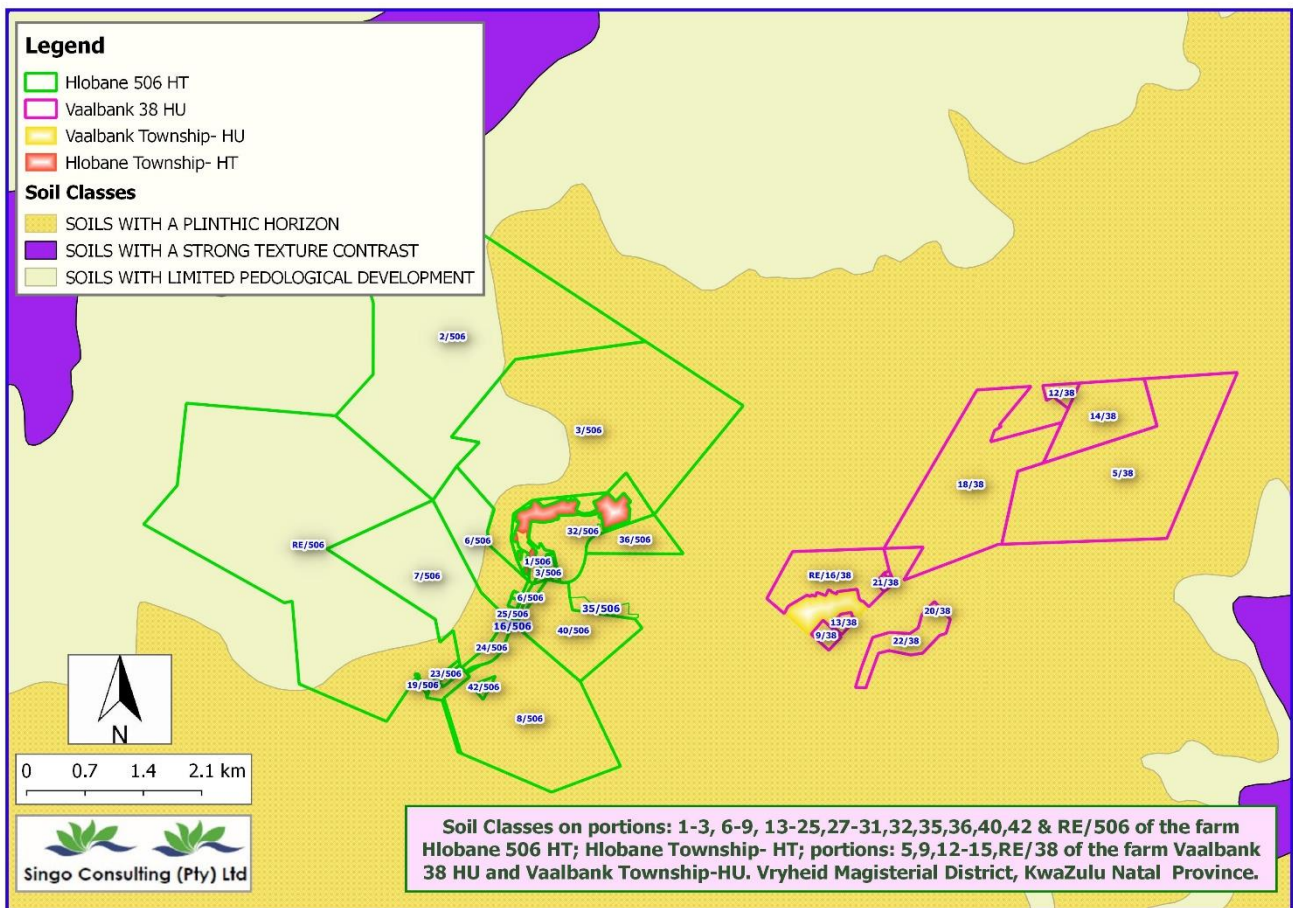 Legend
Hlobane 506 HT
Vaalbank 38 HU
Vaalbank Township- HU
Hlobane Township- HT
Soil Classes
SOILS WITH A PLINTHIC HORIZON
SOILS WITH A STRONG TEXTURE CONTRAST
SOILS WITH LIMITED PEDOLOGICAL DEVELOPMENT
2/506
12/38
14/38
3/506
5/38
18/38
32/506
36/506
6/506
RE/506
1/506
3/506
7/506
RE/16/38
21/38
6/506
35/506
25/506
20/38
16/506
40/506
13/38
9/38
22/38
24/506
23/506
19/506
42/506
8/506
N
0 0.7 1.4 2.1 km
Singo Consulting (Pty) Ltd
Soil Classes on portions: 1-3, 6-9, 13-25,27-31,32,35,36,40,42 & RE/506 of the farm
Hlobane 506 HT; Hlobane Township- HT; portions: 5,9,12-15,RE/38 of the farm Vaalbank
38 HU and Vaalbank Township-HU. Vryheid Magisterial District, KwaZulu Natal Province.